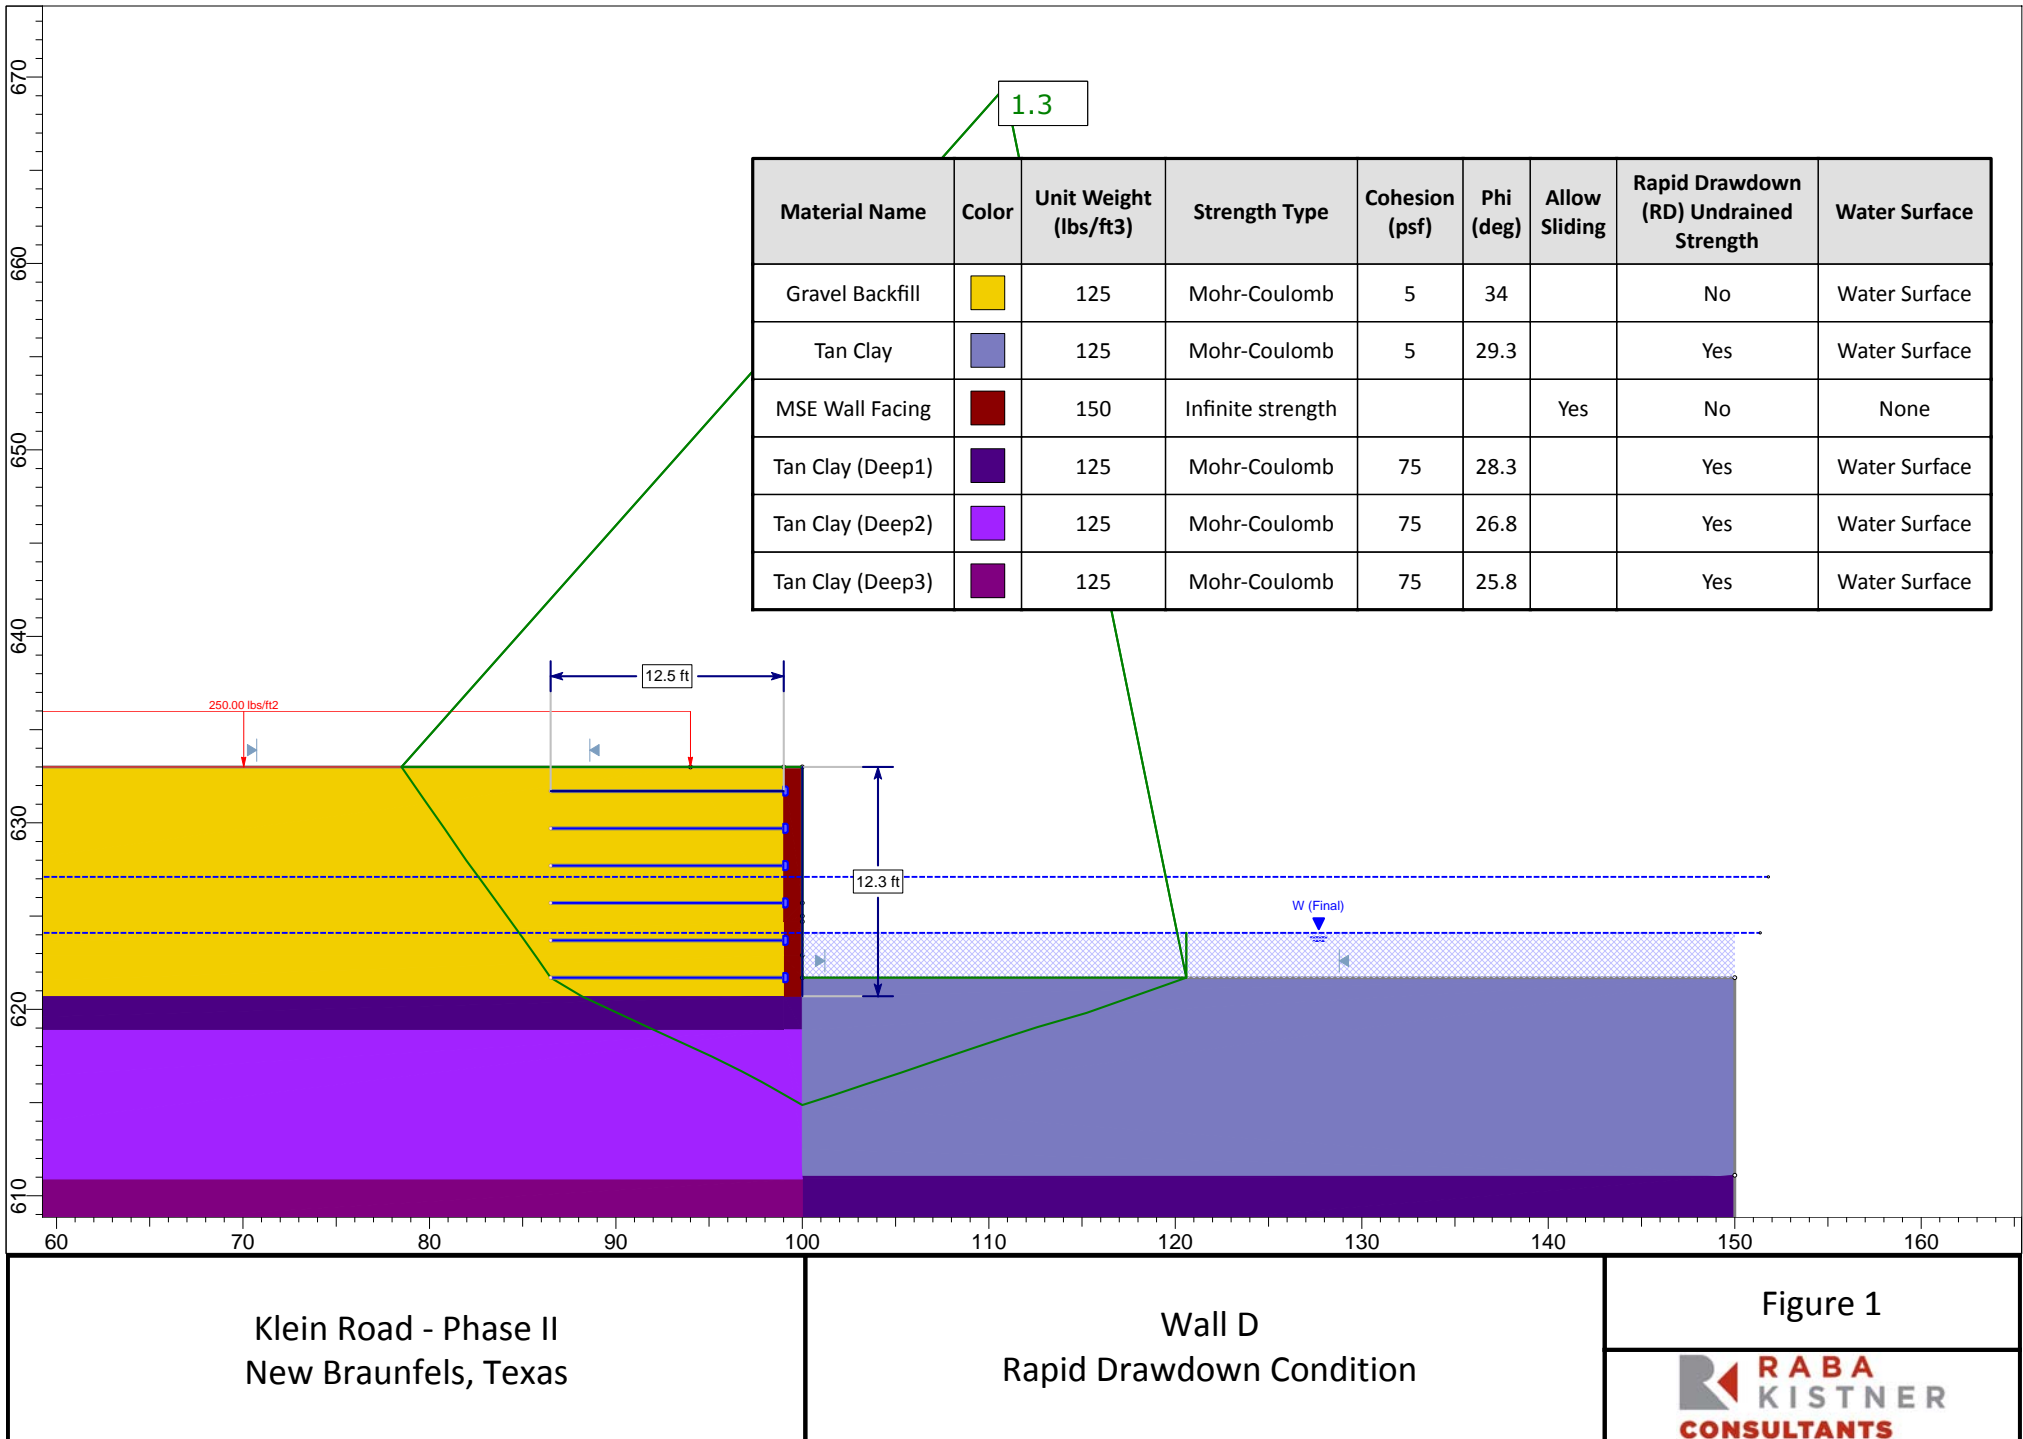 670
660
650
640
630
620
610
1.3
Material Name Color Unit Weight (lbs/ft3) Strength Type Cohesion (psf) Phi (deg) Allow Sliding Rapid Drawdown (RD) Undrained Strength Water Surface
Gravel Backfill 125 Mohr-Coulomb 5 34 No Water Surface
Tan Clay 125 Mohr-Coulomb 5 29.3 Yes Water Surface
MSE Wall Facing 150 Infinite strength Yes No None
Tan Clay (Deep1) 125 Mohr-Coulomb 75 28.3 Yes Water Surface
Tan Clay (Deep2) 125 Mohr-Coulomb 75 26.8 Yes Water Surface
Tan Clay (Deep3) 125 Mohr-Coulomb 75 25.8 Yes Water Surface
12.5 ft
250.00 lbs/ft2
12.3 ft
W (Final)
60 70 80 90 100 110 120 130 140 150 160
Klein Road - Phase II
New Braunfels, Texas
Wall D
Rapid Drawdown Condition
Figure 1
RABA
KISTNER
CONSULTANTS